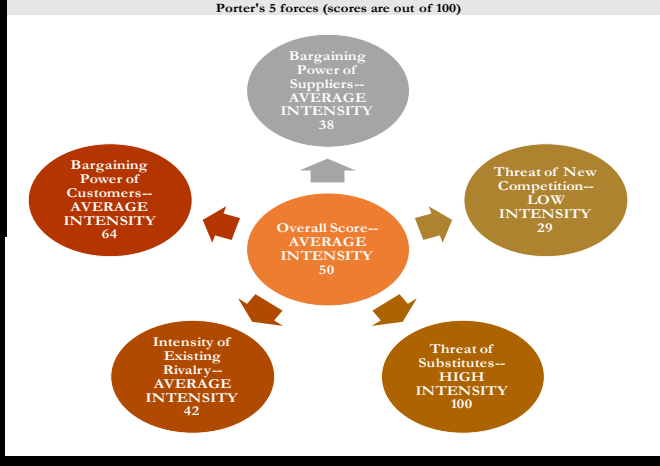 Porter's 5 forces (scores are out of 100)
Bargaining
Power of
Suppliers--
AVERAGE
INTENSITY
38
Threat of New
Competition--
LOW
INTENSITY
29
Threat of
Substitutes--
HIGH
INTENSITY
100
Intensity of
Existing
Rivalry--
AVERAGE
INTENSITY
42
Bargaining
Power of
Customers--
AVERAGE
INTENSITY
64
Overall Score--
AVERAGE
INTENSITY
50